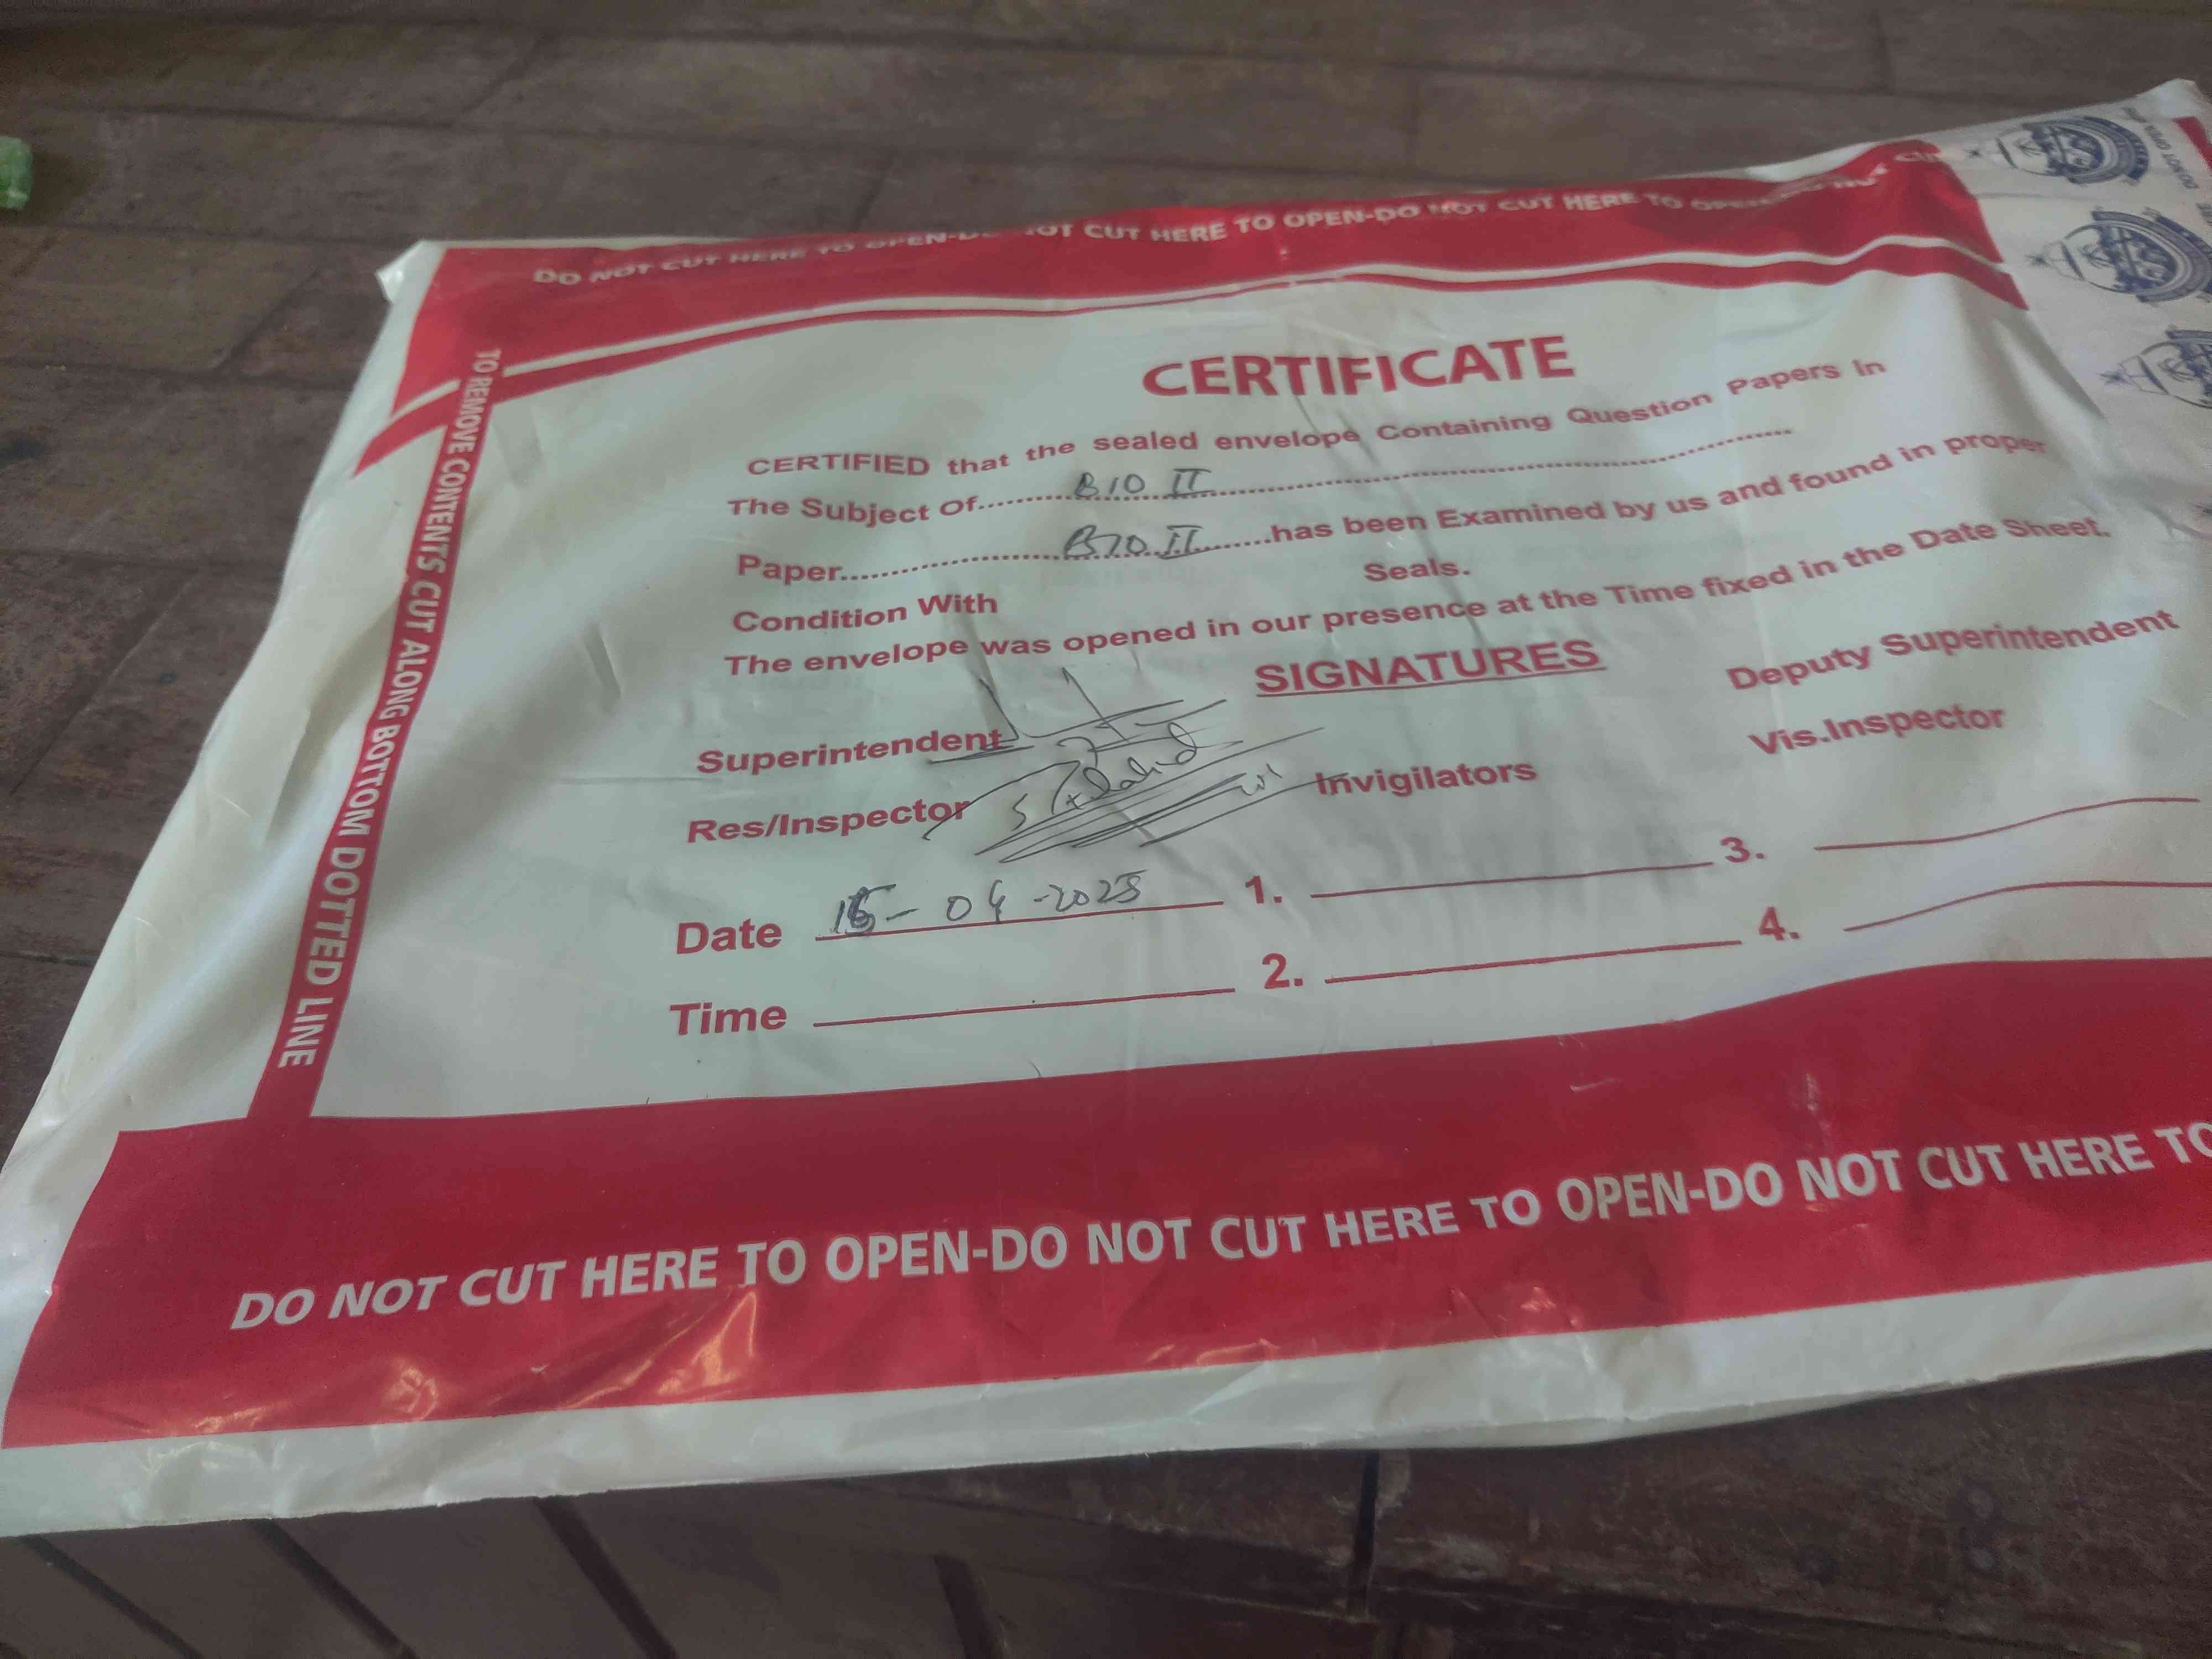 DO NOT CUT HERE TO OPEN-DO NOT CUT HERE TO OPEN-DO NOT CUT HERE TO OPEN
TO REMOVE CONTENTS CUT ALONG BOTTOM DOTTED LINE
CERTIFICATE
CERTIFIED that the sealed envelope Containing Question Papers In
The Subject Of.......BIO II.......
Paper.......BIO II.......has been Examined by us and found in proper
Condition With Seals.
The envelope was opened in our presence at the Time fixed in the Date Sheet.
SIGNATURES
Superintendent Deputy Superintendent
Res/Inspector Invigilators Vis.Inspector
Date - 04 -2025 1. 3.
Time 2. 4.
DO NOT CUT HERE TO OPEN-DO NOT CUT HERE TO OPEN-DO NOT CUT HERE TO